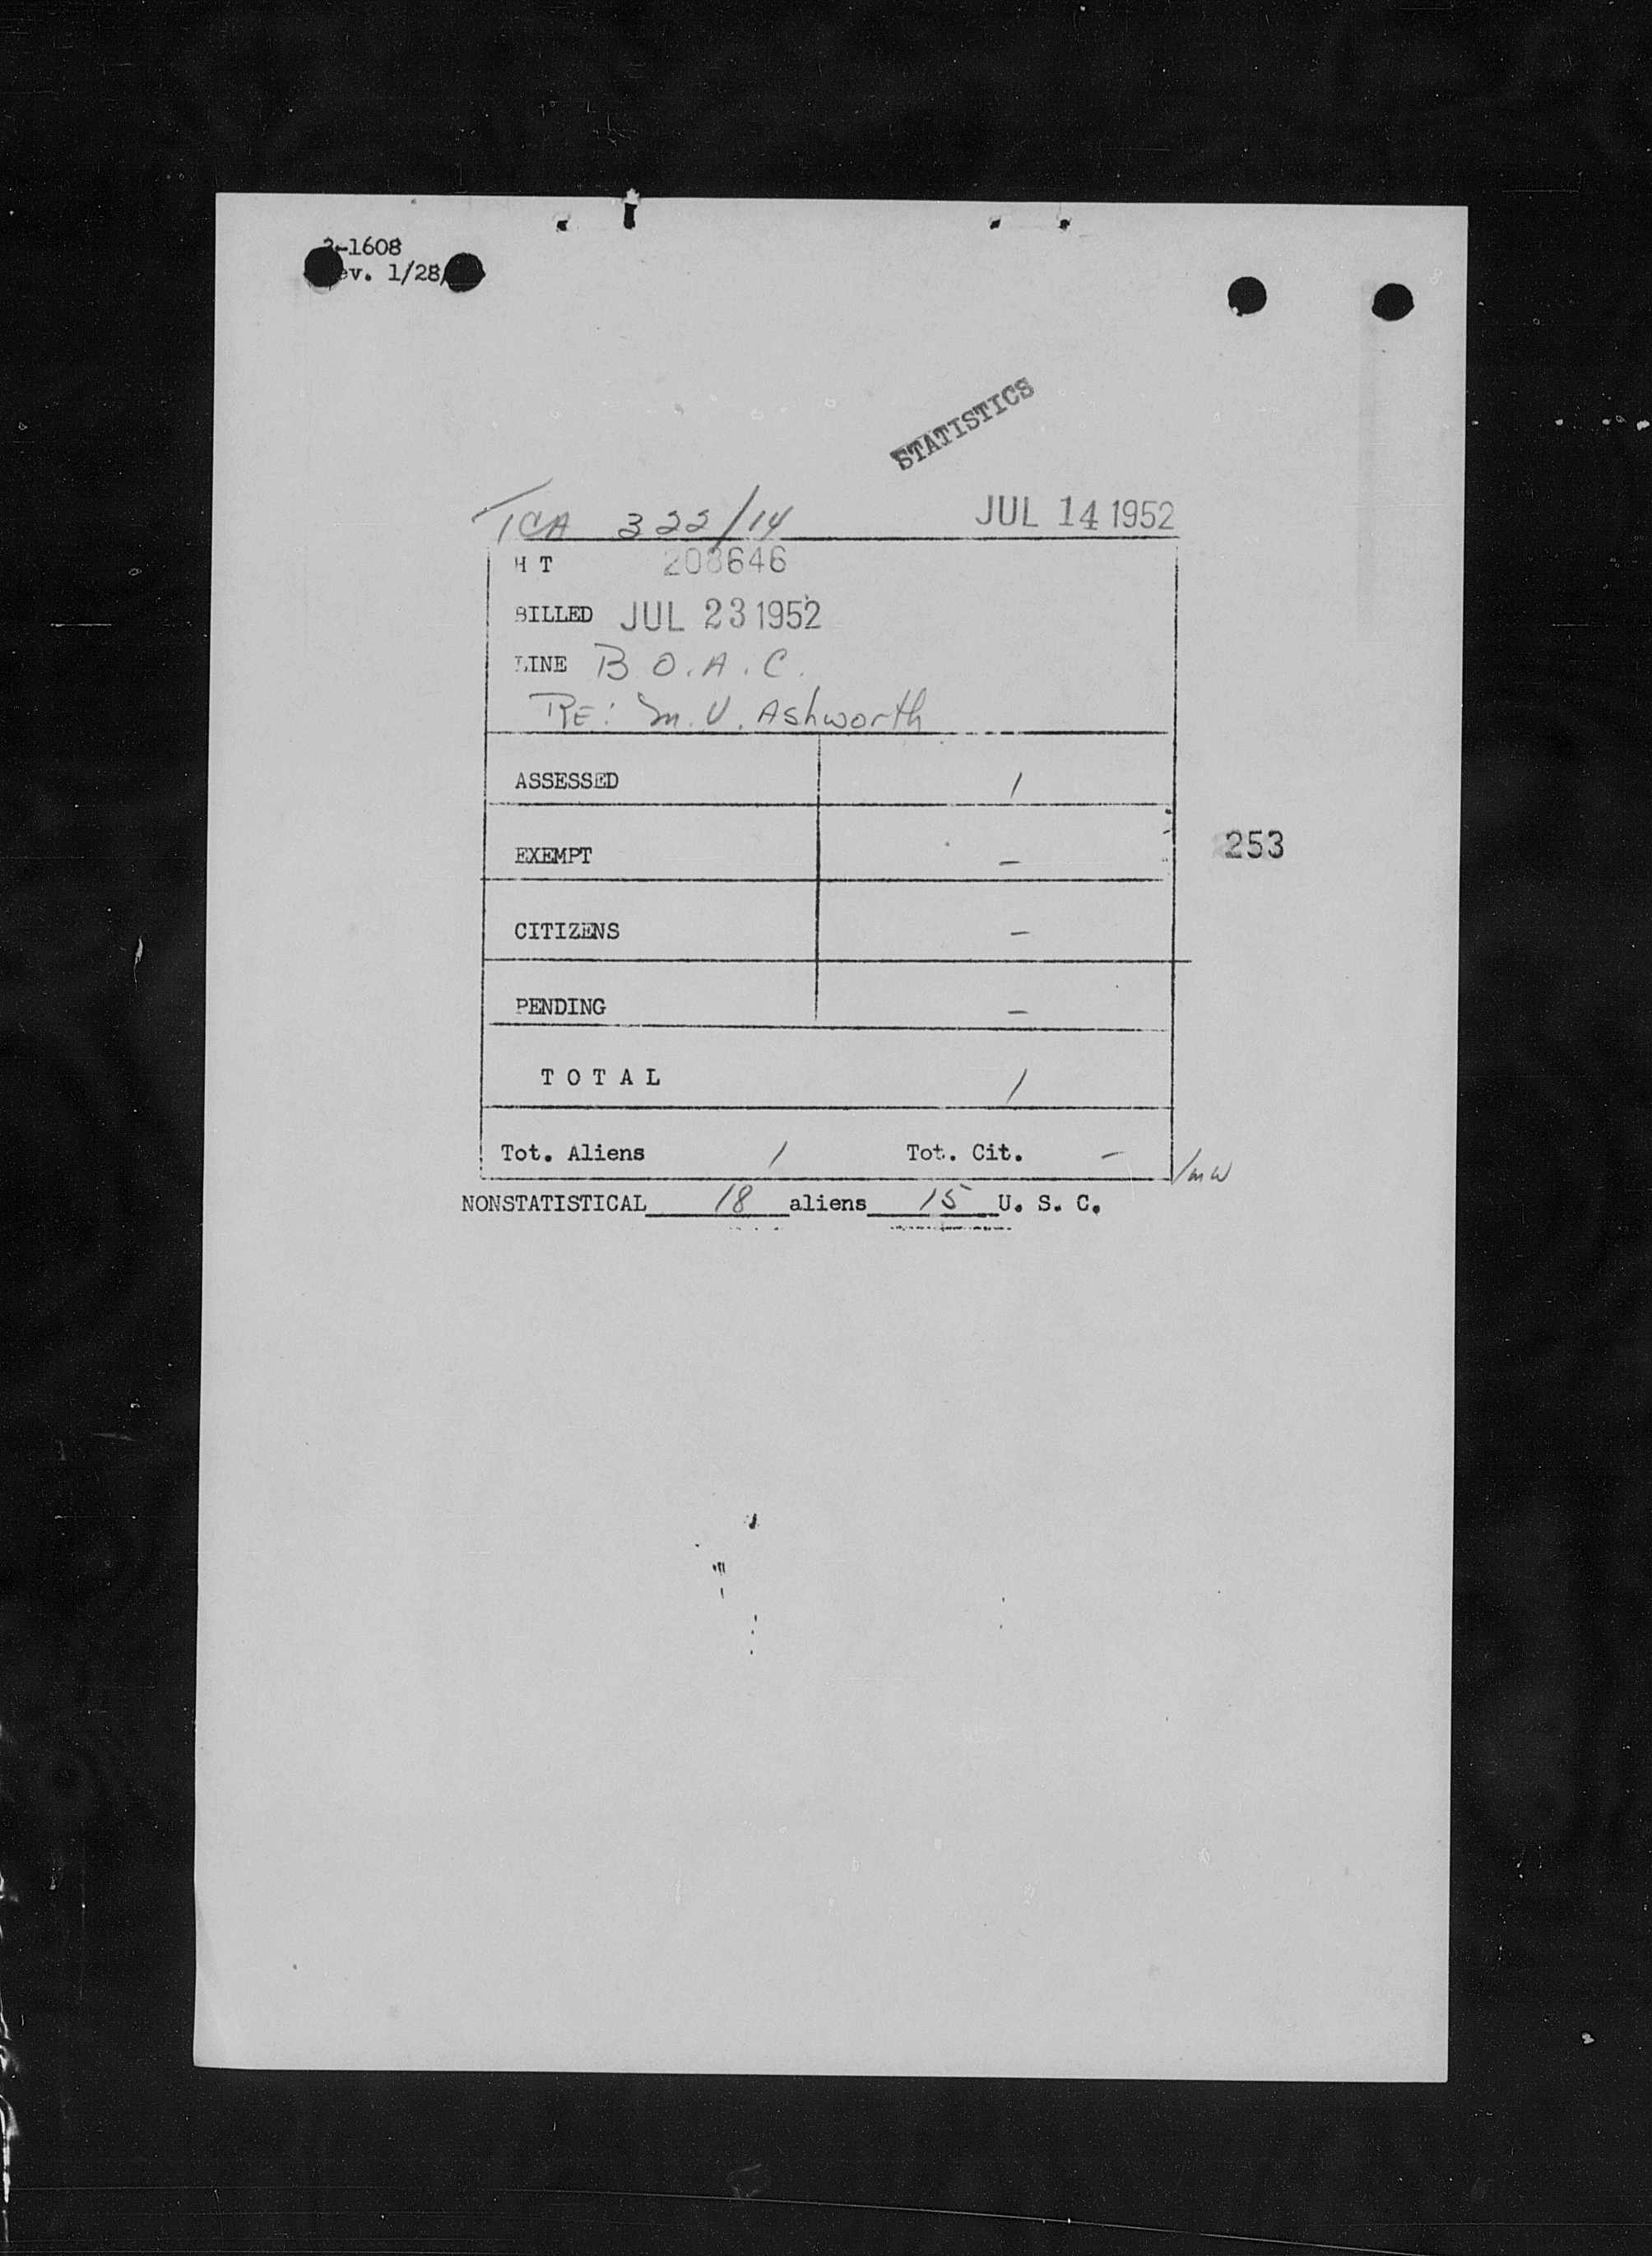 2-1608
ev. 1/28/
STATISTICS
TCA 322/14 JUL 14 1952
H T 208646
BILLED JUL 23 1952
LINE B.O.A.C.
RE: M.V. Ashworth
ASSESSED 1
EXEMPT –
253
CITIZENS –
PENDING –
T O T A L 1
Tot. Aliens 1 Tot. Cit. –
/mw
NONSTATISTICAL 18 aliens 15 U. S. C.